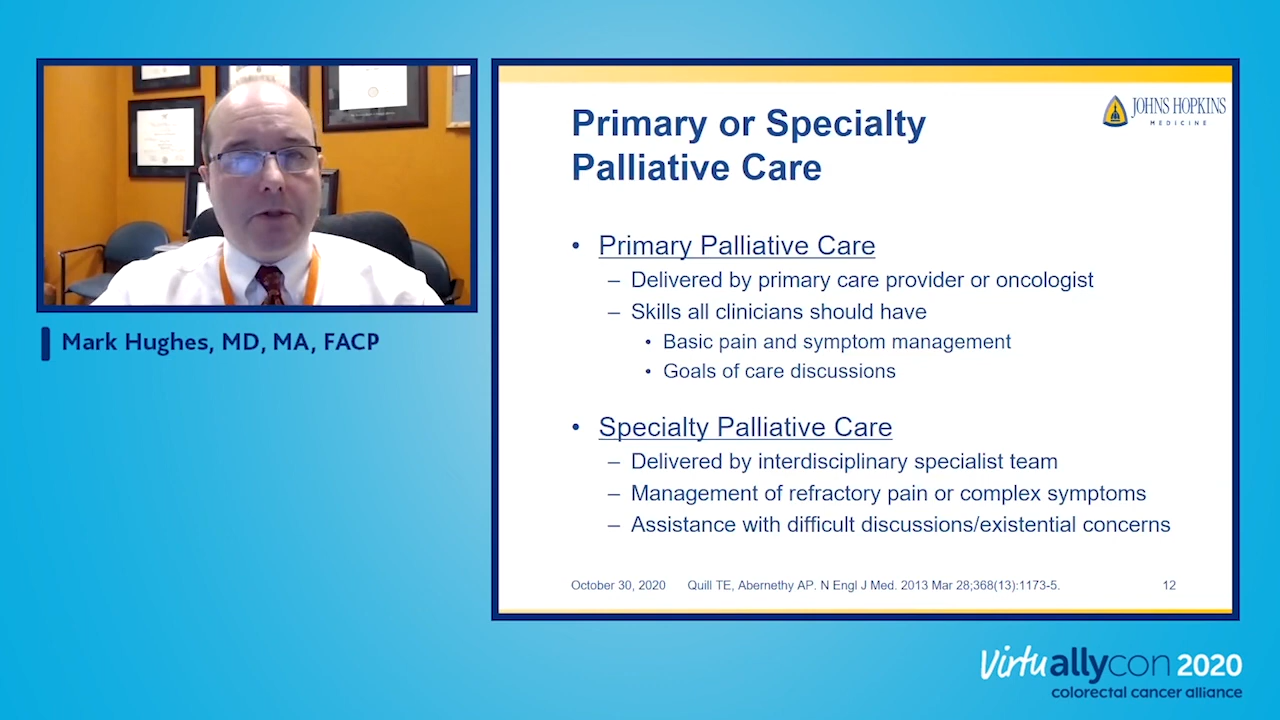 Mark Hughes, MD, MA, FACP
JOHNS HOPKINS
MEDICINE
Primary or Specialty
Palliative Care
• Primary Palliative Care
– Delivered by primary care provider or oncologist
– Skills all clinicians should have
• Basic pain and symptom management
• Goals of care discussions
• Specialty Palliative Care
– Delivered by interdisciplinary specialist team
– Management of refractory pain or complex symptoms
– Assistance with difficult discussions/existential concerns
October 30, 2020 Quill TE, Abernethy AP. N Engl J Med. 2013 Mar 28;368(13):1173-5. 12
Virtuallycon 2020
colorectal cancer alliance